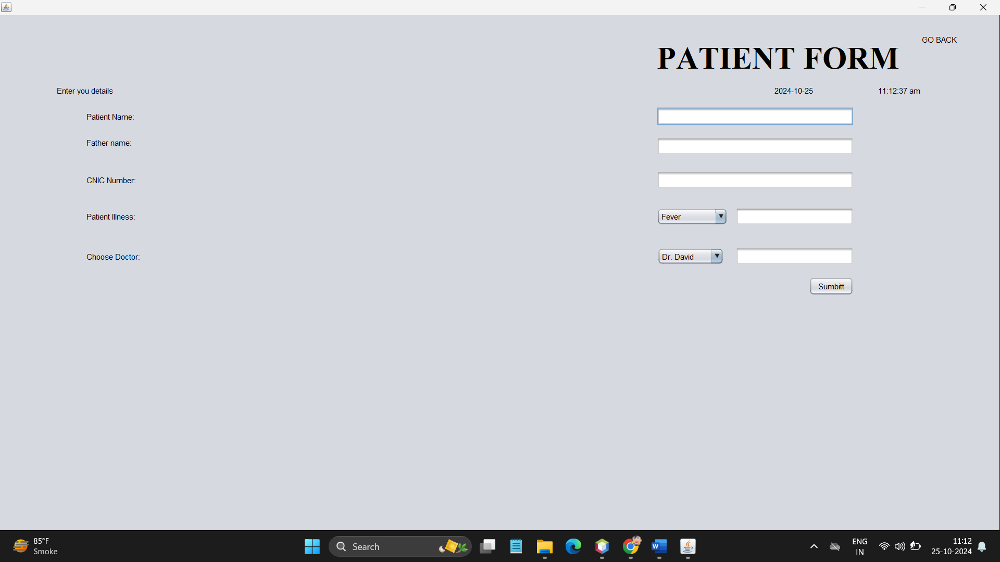 GO BACK
PATIENT FORM
Enter you details 2024-10-25 11:12:37 am
Patient Name:
Father name:
CNIC Number:
Patient Illness: Fever
Choose Doctor: Dr. David
Sumbitt
85°F
Smoke
Search
ENG
IN
11:12
25-10-2024